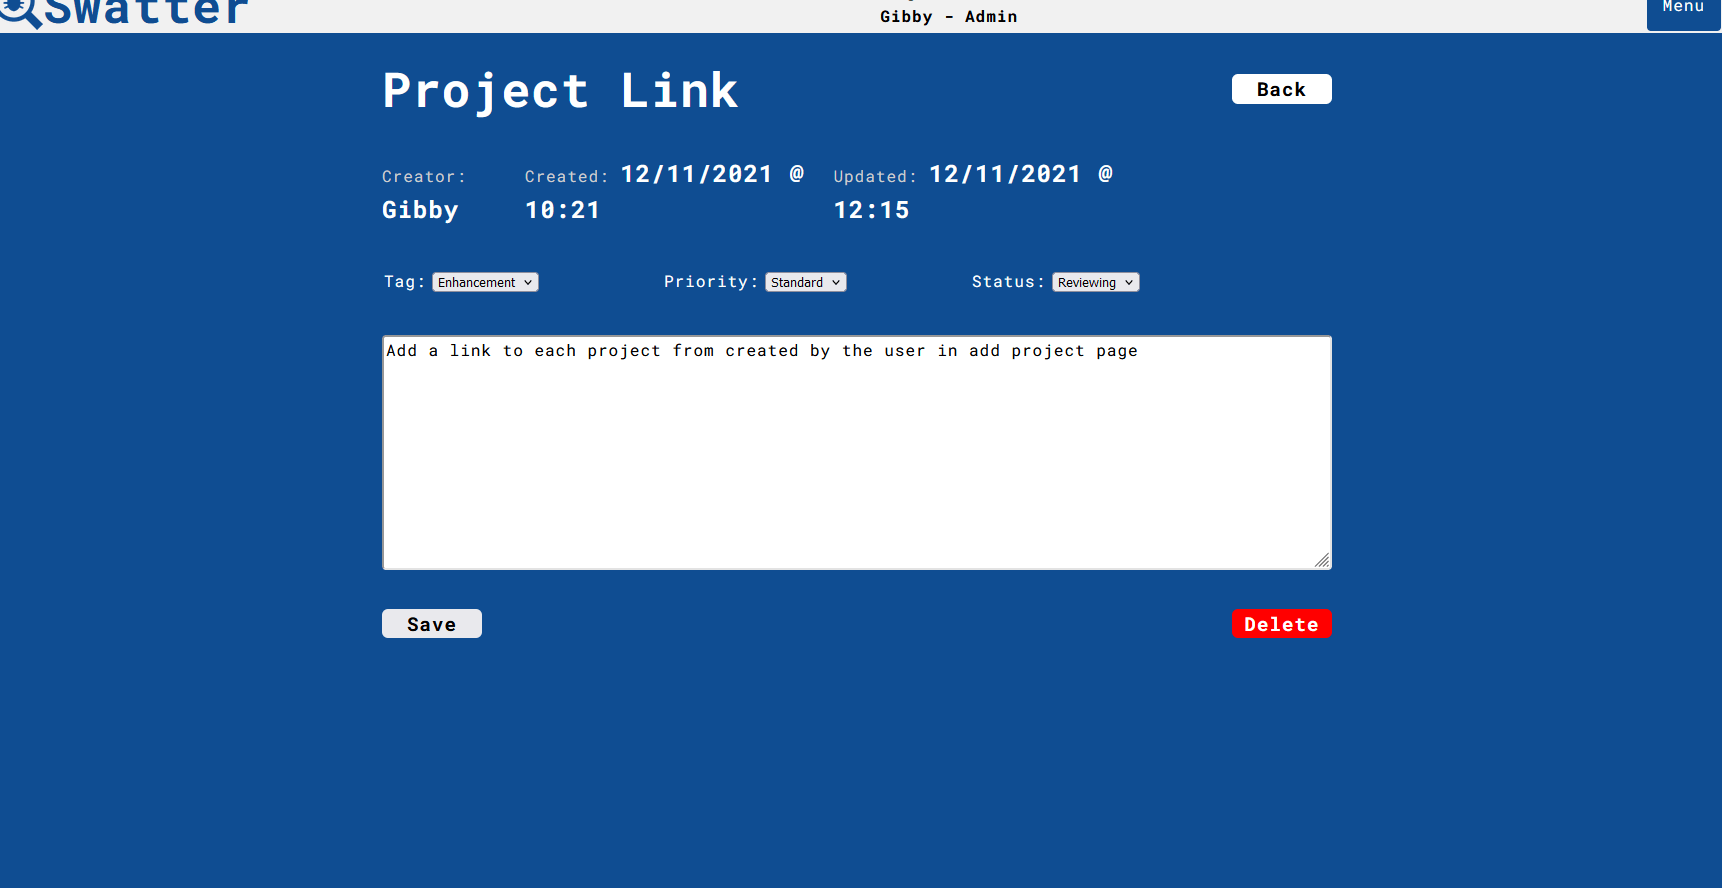 Swatter
Gibby - Admin
Menu
Project Link
Back
Creator:
Gibby
Created: 12/11/2021 @
10:21
Updated: 12/11/2021 @
12:15
Tag: Enhancement
Priority: Standard
Status: Reviewing
Add a link to each project from created by the user in add project page
Save
Delete